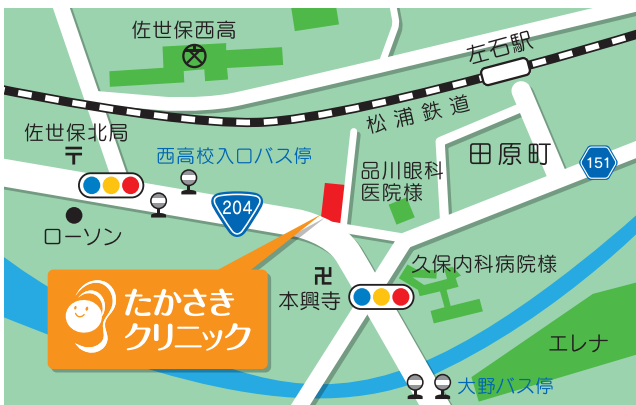 佐世保西高
左石駅
松浦鉄道
佐世保北局
西高校入口バス停
品川眼科
医院様
田原町
151
204
ローソン
久保内科病院様
本興寺
たかさき
クリニック
エレナ
大野バス停